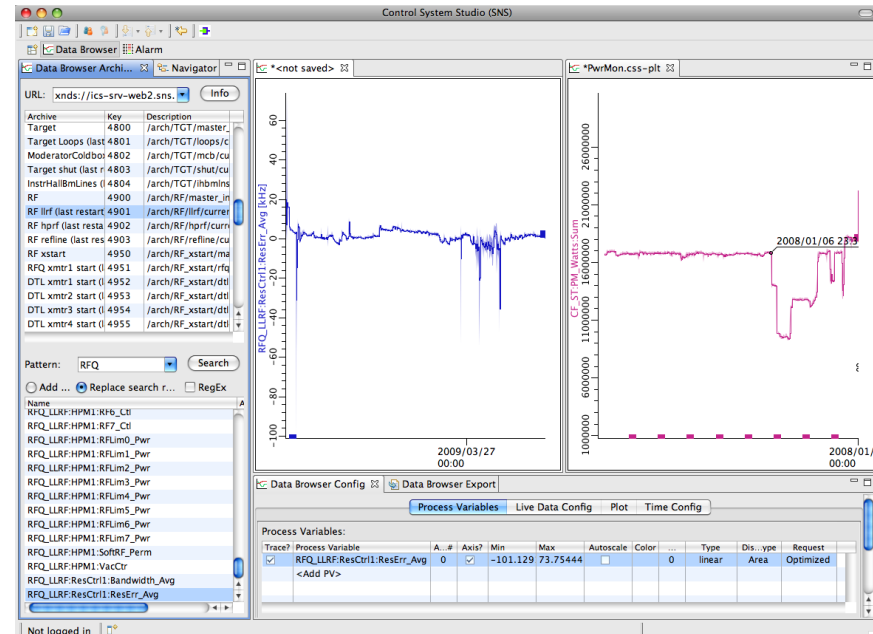 Control System Studio (SNS)
Data Browser Alarm
Data Browser Archi... Navigator
URL: xnds://ics-srv-web2.sns. Info
Archive Key Description
Target 4800 /arch/TGT/master_
Target Loops (last 4801 /arch/TGT/loops/c
ModeratorColdbo: 4802 /arch/TGT/mcb/cu
Target shut (last r 4803 /arch/TGT/shut/cu
InstrHallBmLines (l 4804 /arch/TGT/ihbmlns
RF 4900 /arch/RF/master_in
RF llrf (last restart 4901 /arch/RF/llrf/currer
RF hprf (last resta 4902 /arch/RF/hprf/curre
RF refline (last res 4903 /arch/RF/refline/cu
RF xstart 4950 /arch/RF_xstart/ma
RFQ xmtr1 start (l 4951 /arch/RF_xstart/rfq
DTL xmtr1 start (l 4952 /arch/RF_xstart/dtl
DTL xmtr2 start (l 4953 /arch/RF_xstart/dtl
DTL xmtr3 start (l 4954 /arch/RF_xstart/dtl
DTL xmtr4 start (l 4955 /arch/RF_xstart/dtl
Pattern: RFQ Search
Add ... Replace search r... RegEx
Name A
RFQ_LLRF:HPM1:RF6_Ctl
RFQ_LLRF:HPM1:RF7_Ctl
RFQ_LLRF:HPM1:RFLim0_Pwr
RFQ_LLRF:HPM1:RFLim1_Pwr
RFQ_LLRF:HPM1:RFLim2_Pwr
RFQ_LLRF:HPM1:RFLim3_Pwr
RFQ_LLRF:HPM1:RFLim4_Pwr
RFQ_LLRF:HPM1:RFLim5_Pwr
RFQ_LLRF:HPM1:RFLim6_Pwr
RFQ_LLRF:HPM1:RFLim7_Pwr
RFQ_LLRF:HPM1:SoftRF_Perm
RFQ_LLRF:HPM1:VacCtr
RFQ_LLRF:ResCtrl1:Bandwidth_Avg
RFQ_LLRF:ResCtrl1:ResErr_Avg
*<not saved>
RFQ_LLRF:ResCtrl1:ResErr_Avg [kHz]
60
40
20
0
-20
-40
-60
-80
-100
2009/03/27
00:00
*PwrMon.css-plt
CF_ST:PM_Watts:Sum
26000000
21000000
16000000
11000000
6000000
1000000
2008/01/06 23:5
2008/01/
00:00
Data Browser Config Data Browser Export
Process Variables Live Data Config Plot Time Config
Process Variables:
Trace? Process Variable A...# Axis? Min Max Autoscale Color ... Type Dis...ype Request
RFQ_LLRF:ResCtrl1:ResErr_Avg 0 -101.129 73.75444 0 linear Area Optimized
<Add PV>
Not logged in